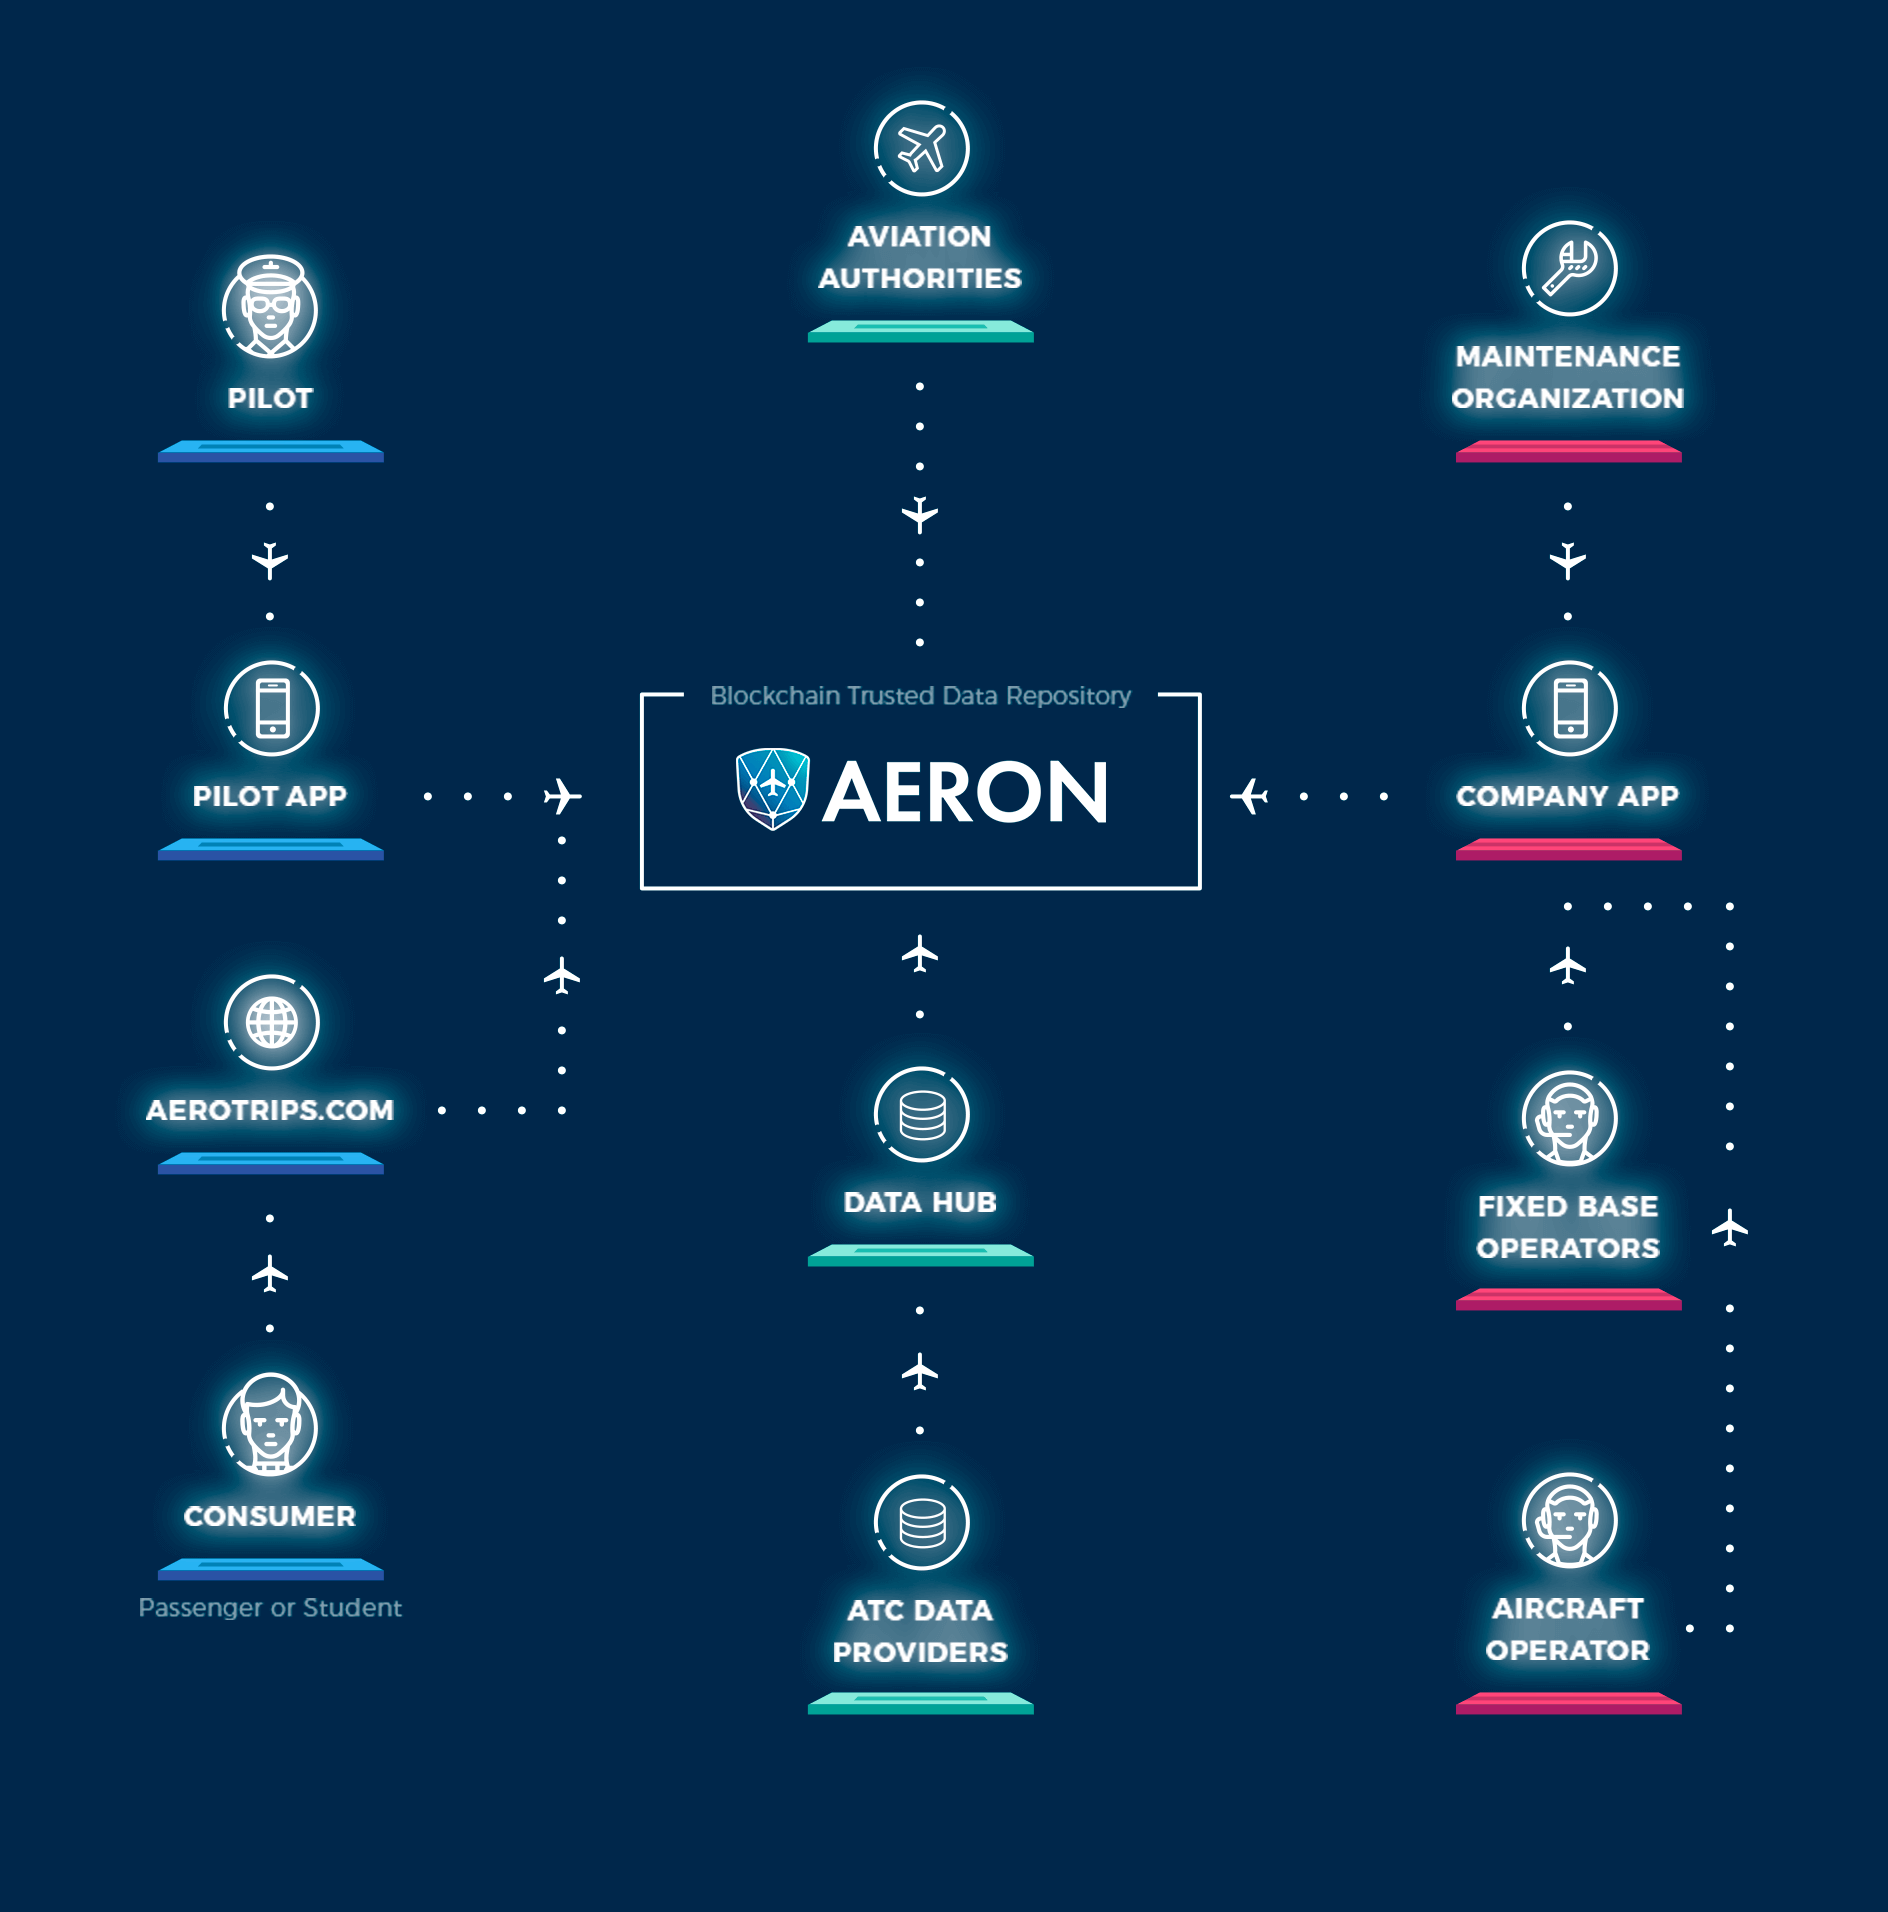 AVIATION
AUTHORITIES
PILOT
MAINTENANCE
ORGANIZATION
Blockchain Trusted Data Repository
AERON
PILOT APP
COMPANY APP
AEROTRIPS.COM
DATA HUB
FIXED BASE
OPERATORS
CONSUMER
Passenger or Student
ATC DATA
PROVIDERS
AIRCRAFT
OPERATOR